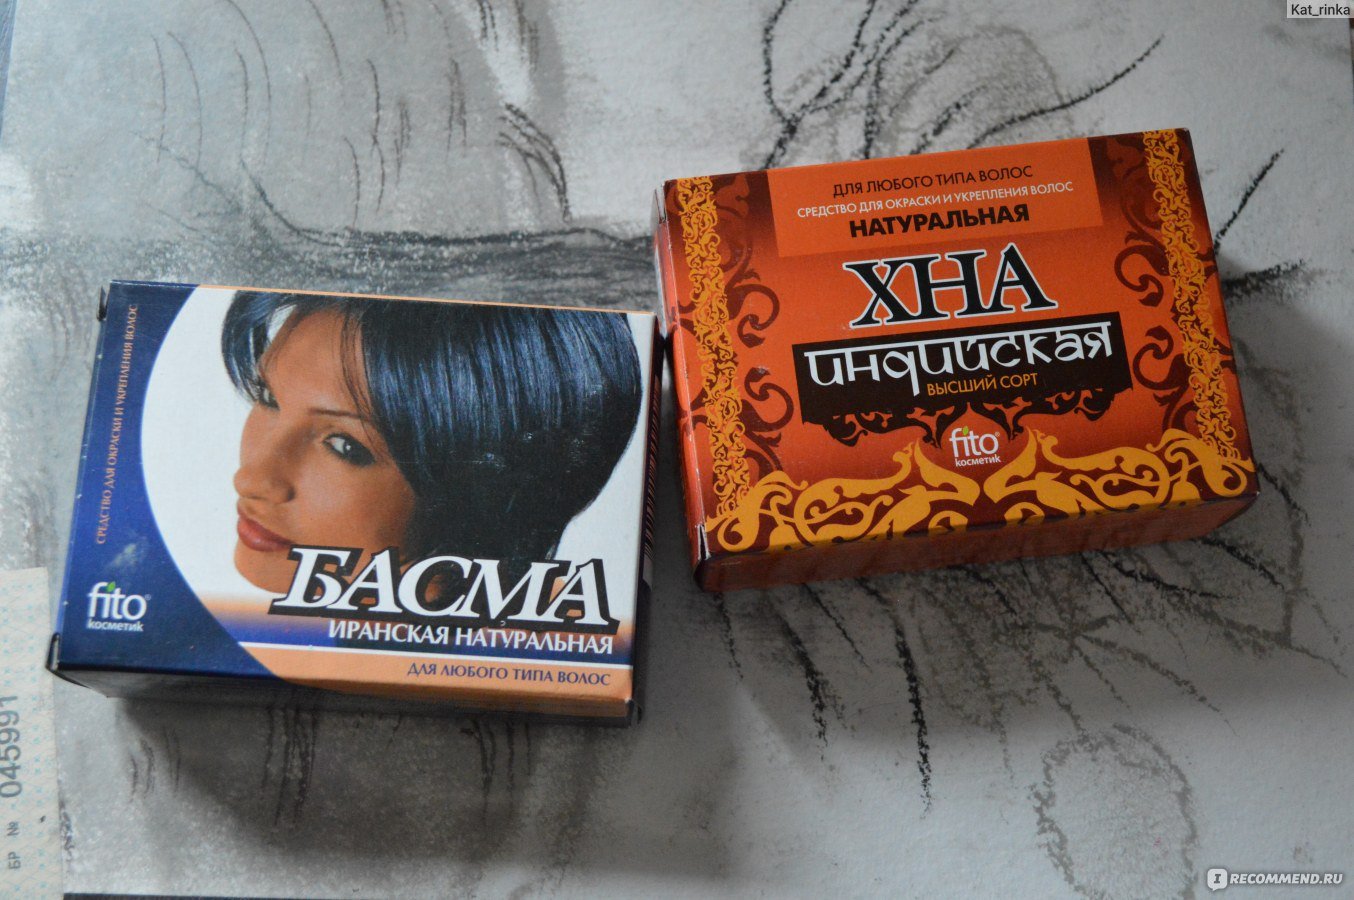 Kat_rinka
ДЛЯ ЛЮБОГО ТИПА ВОЛОС
СРЕДСТВО ДЛЯ ОКРАСКИ И УКРЕПЛЕНИЯ ВОЛОС
НАТУРАЛЬНАЯ
ХНА
ИНДИЙСКАЯ
ВЫСШИЙ СОРТ
fito
косметик
СРЕДСТВО ДЛЯ ОКРАСКИ И УКРЕПЛЕНИЯ ВОЛОС
fito®
косметик
БАСМА
ИРАНСКАЯ НАТУРАЛЬНАЯ
ДЛЯ ЛЮБОГО ТИПА ВОЛОС
БР № 045991
IRECOMMEND.RU